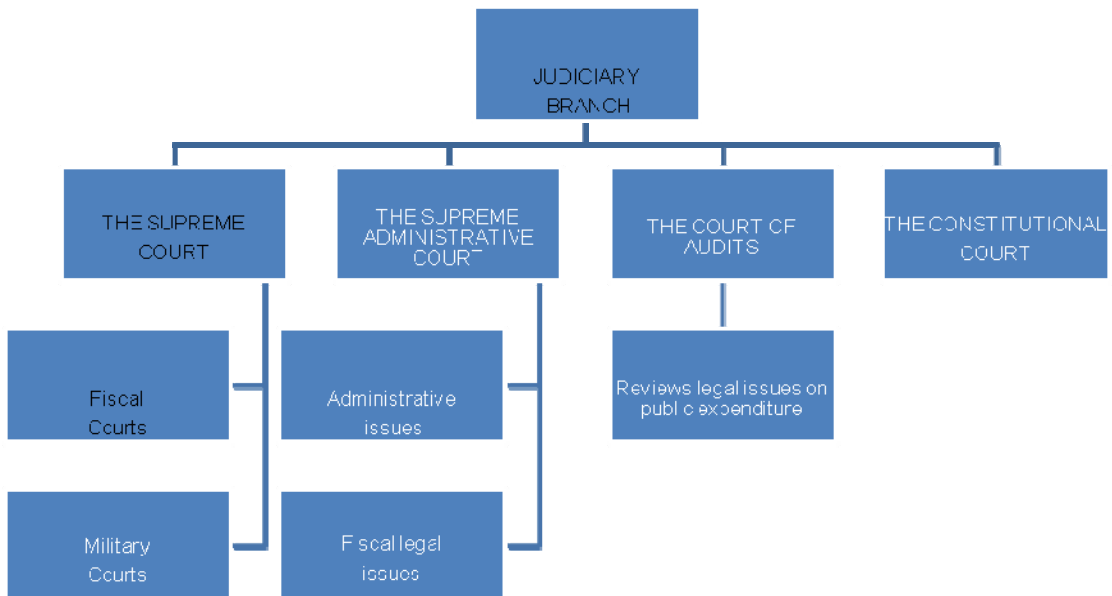 JUDICIARY
BRANCH
THE SUPREME
COURT
THE SUPREME
ADMINISTRATIVE
COURT
THE COURT OF
AUDITS
THE CONSTITUTIONAL
COURT
Fiscal
Courts
Administrative
issues
Reviews legal issues on
public expenditure
Military
Courts
Fiscal legal
issues